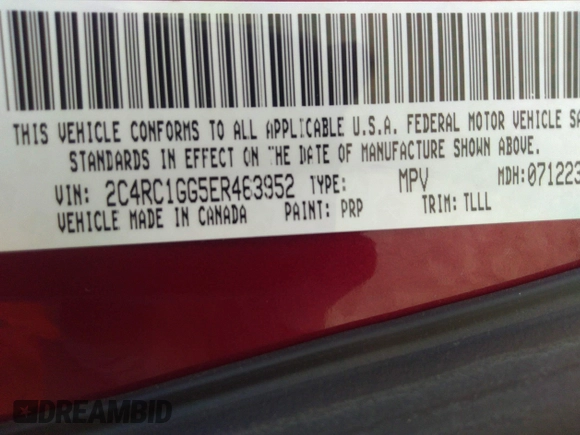 THIS VEHICLE CONFORMS TO ALL APPLICABLE U.S.A. FEDERAL MOTOR VEHICLE SA
STANDARDS IN EFFECT ON THE DATE OF MANUFACTURE SHOWN ABOVE.
VIN: 2C4RC1GG5ER463952 TYPE: MPV MDH:071223
VEHICLE MADE IN CANADA PAINT: PRP TRIM: TLLL
DREAMBID